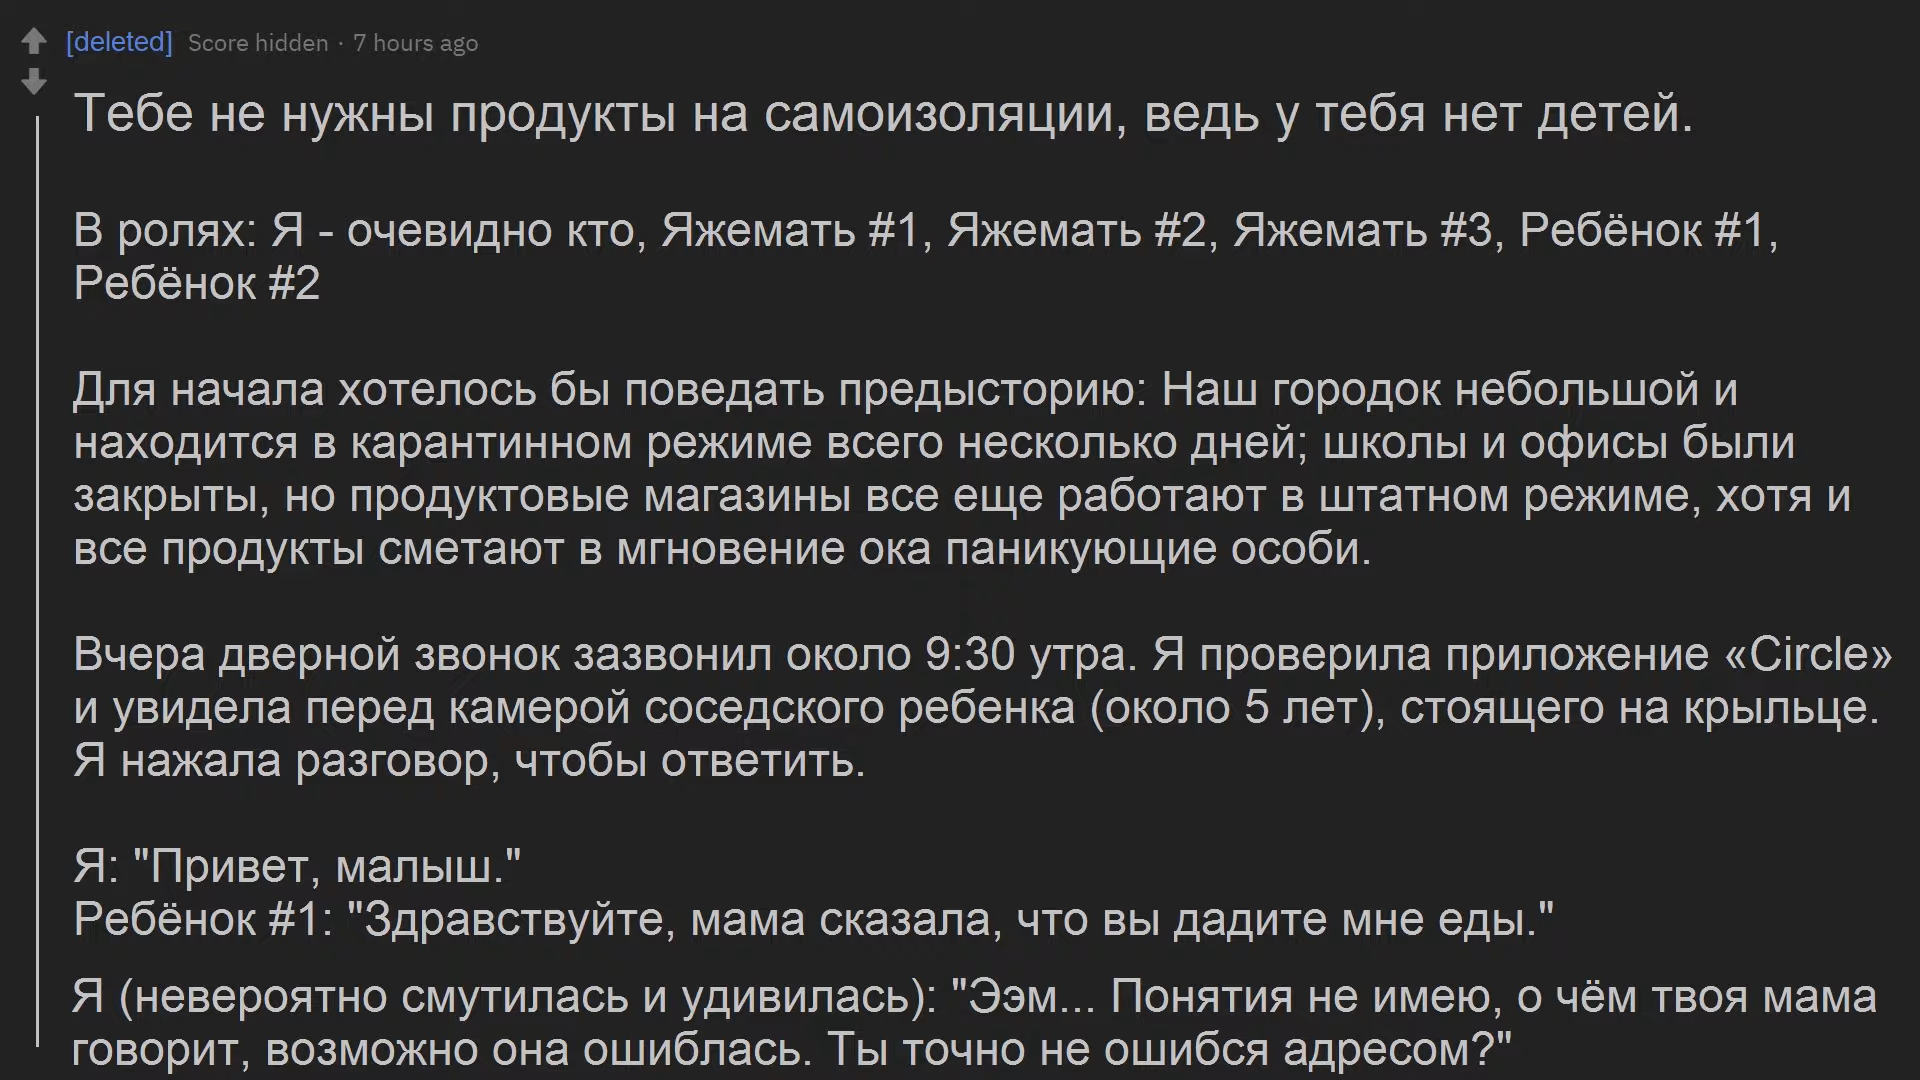 [deleted] Score hidden · 7 hours ago
Тебе не нужны продукты на самоизоляции, ведь у тебя нет детей.
В ролях: Я - очевидно кто, Яжемать #1, Яжемать #2, Яжемать #3, Ребёнок #1,
Ребёнок #2
Для начала хотелось бы поведать предысторию: Наш городок небольшой и
находится в карантинном режиме всего несколько дней; школы и офисы были
закрыты, но продуктовые магазины все еще работают в штатном режиме, хотя и
все продукты сметают в мгновение ока паникующие особи.
Вчера дверной звонок зазвонил около 9:30 утра. Я проверила приложение «Circle»
и увидела перед камерой соседского ребенка (около 5 лет), стоящего на крыльце.
Я нажала разговор, чтобы ответить.
Я: "Привет, малыш."
Ребёнок #1: "Здравствуйте, мама сказала, что вы дадите мне еды."
Я (невероятно смутилась и удивилась): "Ээм... Понятия не имею, о чём твоя мама
говорит, возможно она ошиблась. Ты точно не ошибся адресом?"